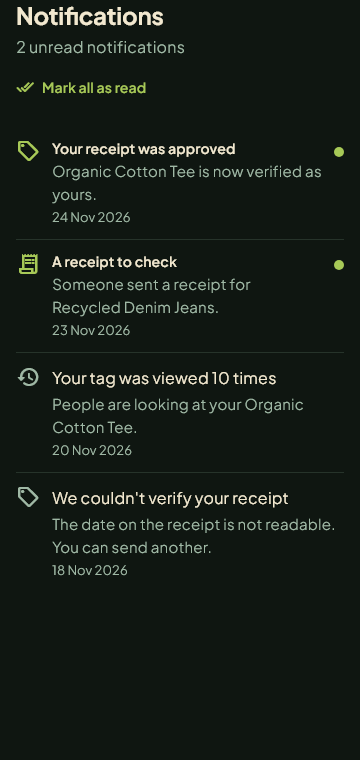 Notifications
2 unread notifications
Mark all as read
Your receipt was approved
Organic Cotton Tee is now verified as
yours.
24 Nov 2026
A receipt to check
Someone sent a receipt for
Recycled Denim Jeans.
23 Nov 2026
Your tag was viewed 10 times
People are looking at your Organic
Cotton Tee.
20 Nov 2026
We couldn't verify your receipt
The date on the receipt is not readable.
You can send another.
18 Nov 2026